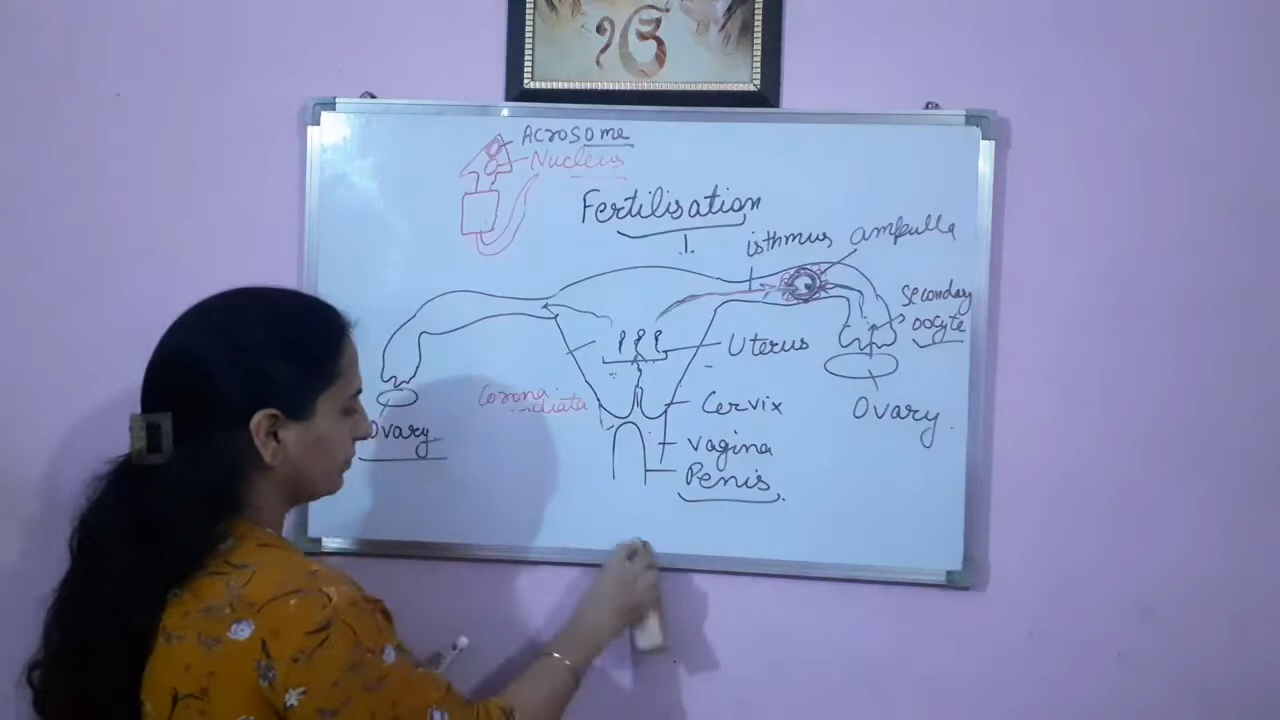 ੴ
Acrosome
Nucleus
Fertilisation
isthmus
ampulla
Secondary
oocyte
Uterus
Corona
Cervix
Ovary
Ovary.
vagina
Penis.